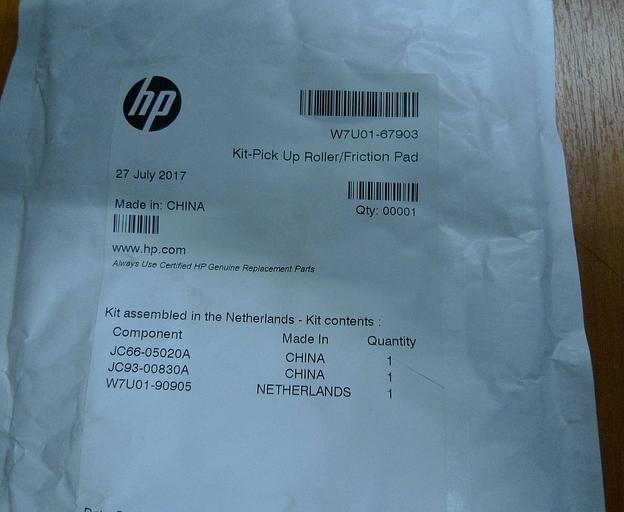 hp
W7U01-67903
Kit-Pick Up Roller/Friction Pad
27 July 2017
Made in: CHINA
Qty: 00001
www.hp.com
Always Use Certified HP Genuine Replacement Parts
Kit assembled in the Netherlands - Kit contents :
Component Made In Quantity
JC66-05020A CHINA 1
JC93-00830A CHINA 1
W7U01-90905 NETHERLANDS 1